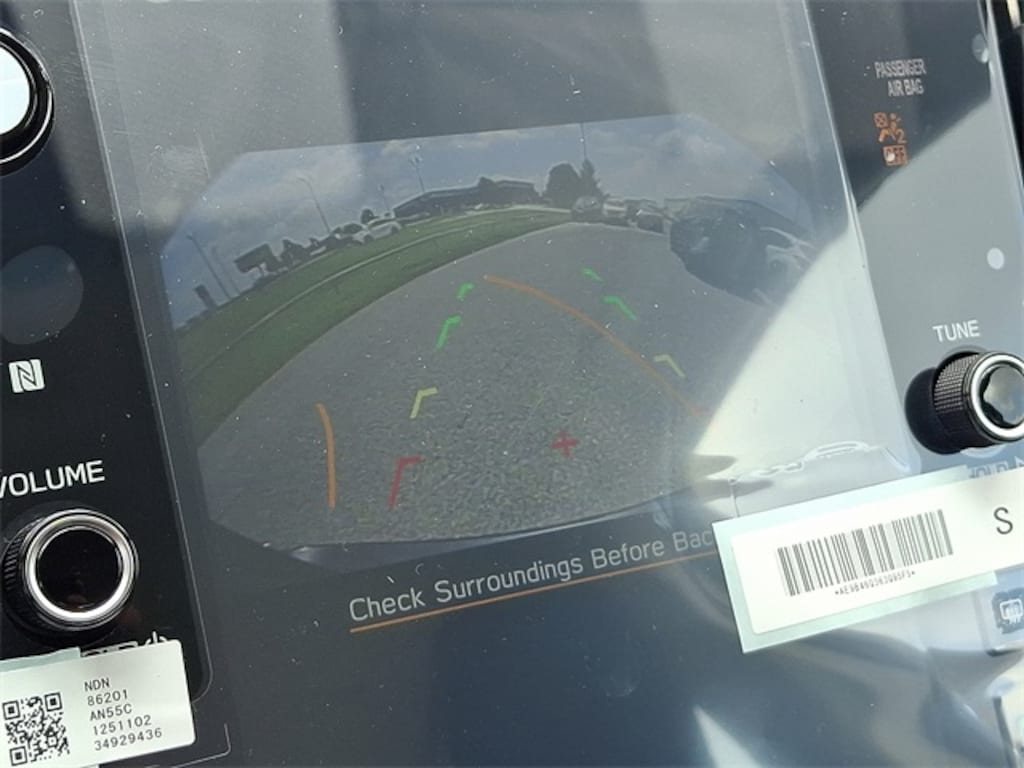 PASSENGER
AIR BAG
OFF
TUNE
VOLUME
Check Surroundings Before Bac
S
NDN
86201
AN55C
1251102
34929436